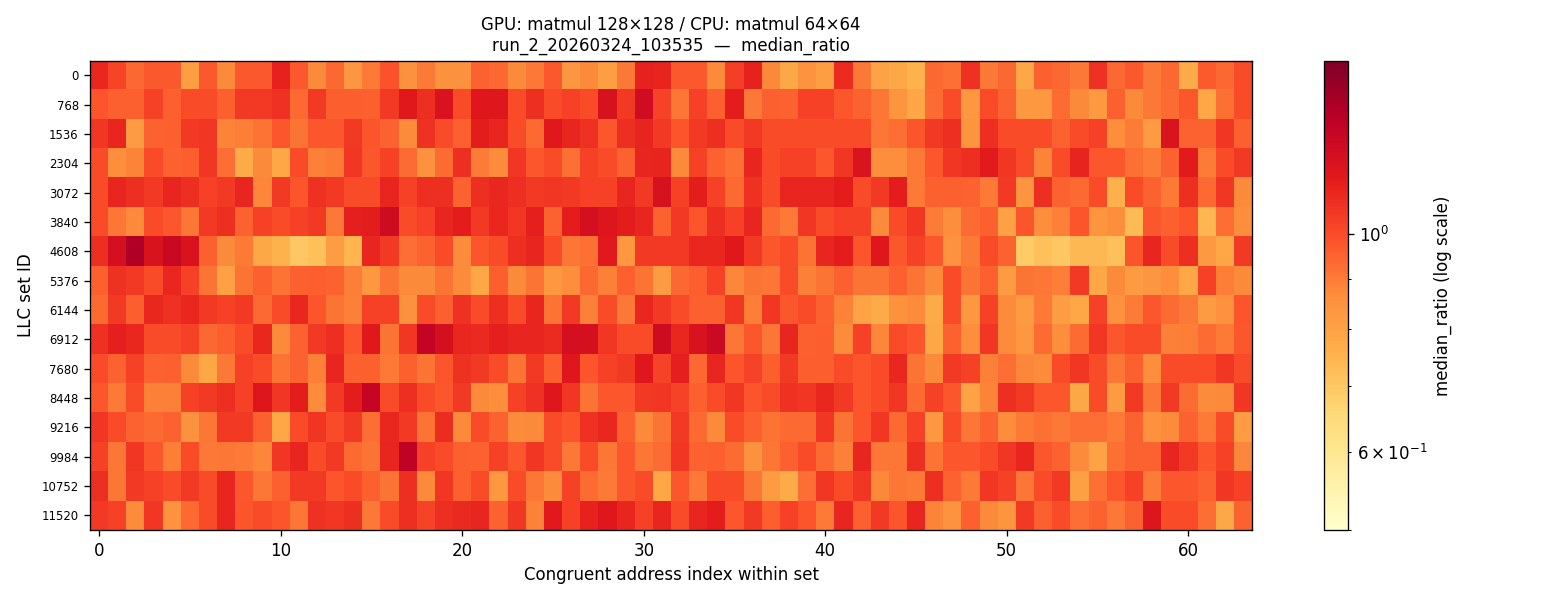 GPU: matmul 128×128 / CPU: matmul 64×64
run_2_20260324_103535 — median_ratio
LLC set ID
0
768
1536
2304
3072
3840
4608
5376
6144
6912
7680
8448
9216
9984
10752
11520
0 10 20 30 40 50 60
Congruent address index within set
10⁰
6 × 10⁻¹
median_ratio (log scale)